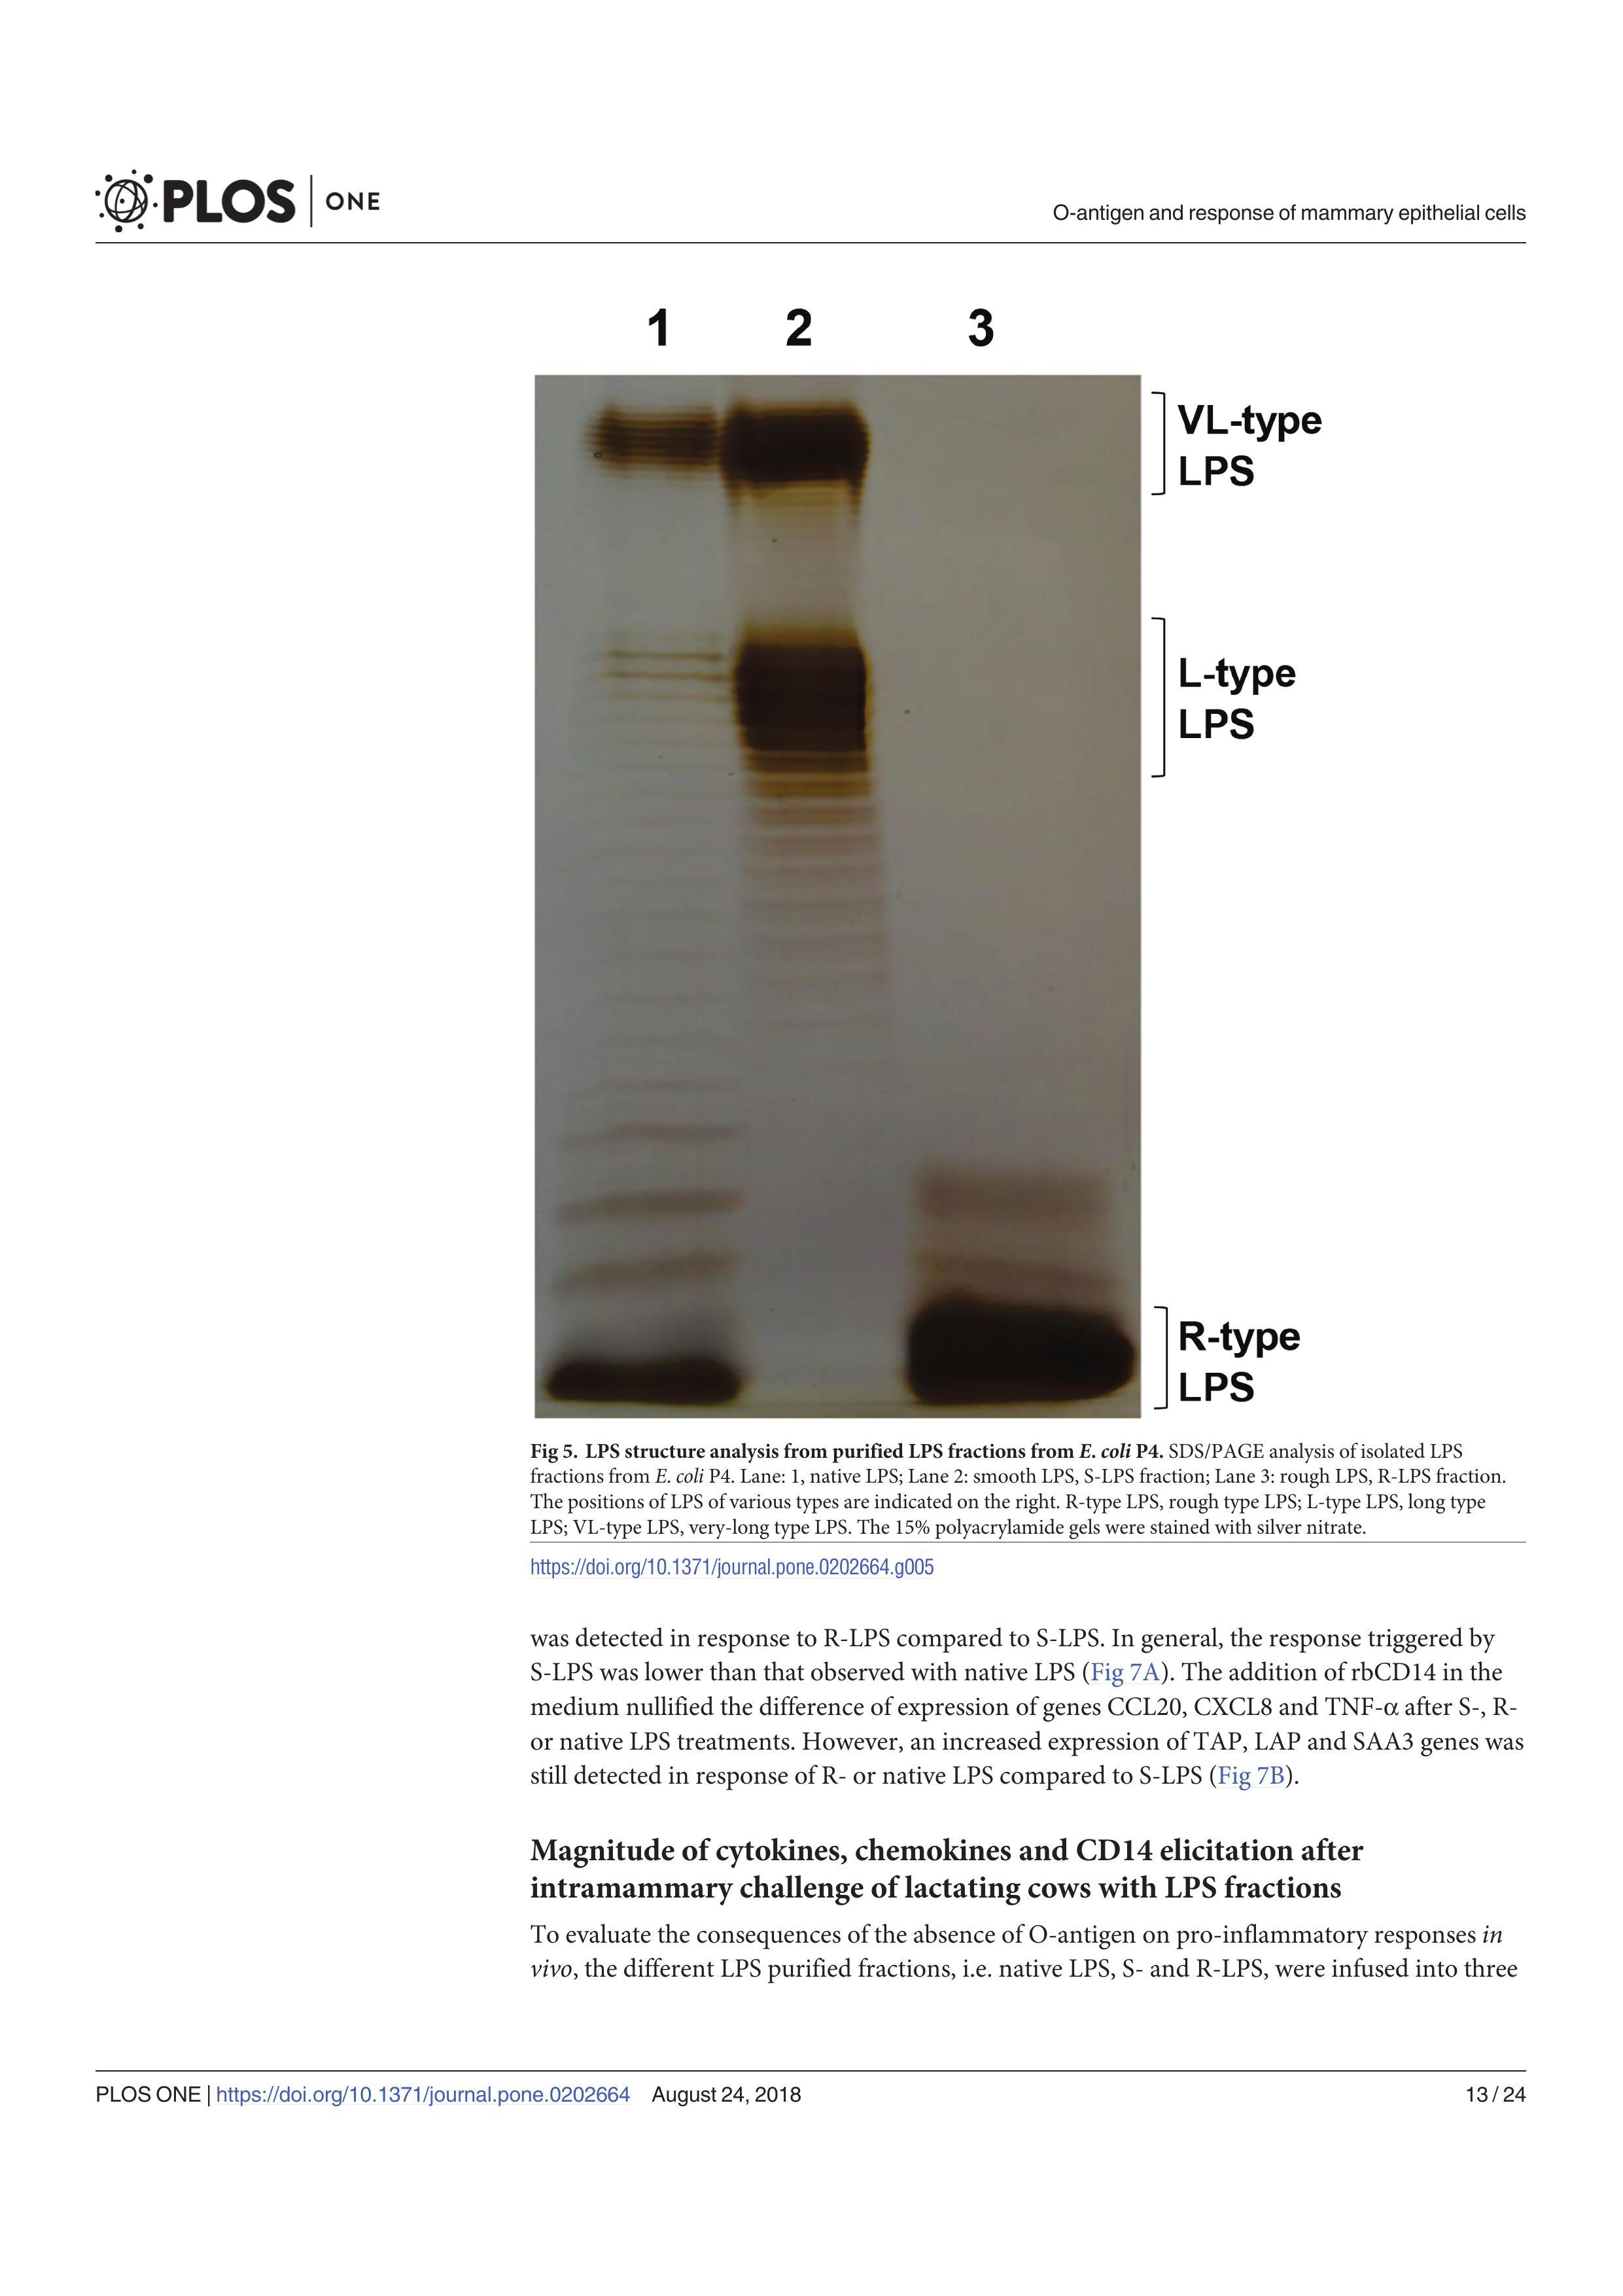 PLOS ONE
O-antigen and response of mammary epithelial cells
1 2 3
VL-type
LPS
L-type
LPS
R-type
LPS
Fig 5. LPS structure analysis from purified LPS fractions from E. coli P4. SDS/PAGE analysis of isolated LPS
fractions from E. coli P4. Lane: 1, native LPS; Lane 2: smooth LPS, S-LPS fraction; Lane 3: rough LPS, R-LPS fraction.
The positions of LPS of various types are indicated on the right. R-type LPS, rough type LPS; L-type LPS, long type
LPS; VL-type LPS, very-long type LPS. The 15% polyacrylamide gels were stained with silver nitrate.
https://doi.org/10.1371/journal.pone.0202664.g005
was detected in response to R-LPS compared to S-LPS. In general, the response triggered by
S-LPS was lower than that observed with native LPS (Fig 7A). The addition of rbCD14 in the
medium nullified the difference of expression of genes CCL20, CXCL8 and TNF-α after S-, R-
or native LPS treatments. However, an increased expression of TAP, LAP and SAA3 genes was
still detected in response of R- or native LPS compared to S-LPS (Fig 7B).
Magnitude of cytokines, chemokines and CD14 elicitation after
intramammary challenge of lactating cows with LPS fractions
To evaluate the consequences of the absence of O-antigen on pro-inflammatory responses in
vivo, the different LPS purified fractions, i.e. native LPS, S- and R-LPS, were infused into three
PLOS ONE | https://doi.org/10.1371/journal.pone.0202664 August 24, 2018
13 / 24